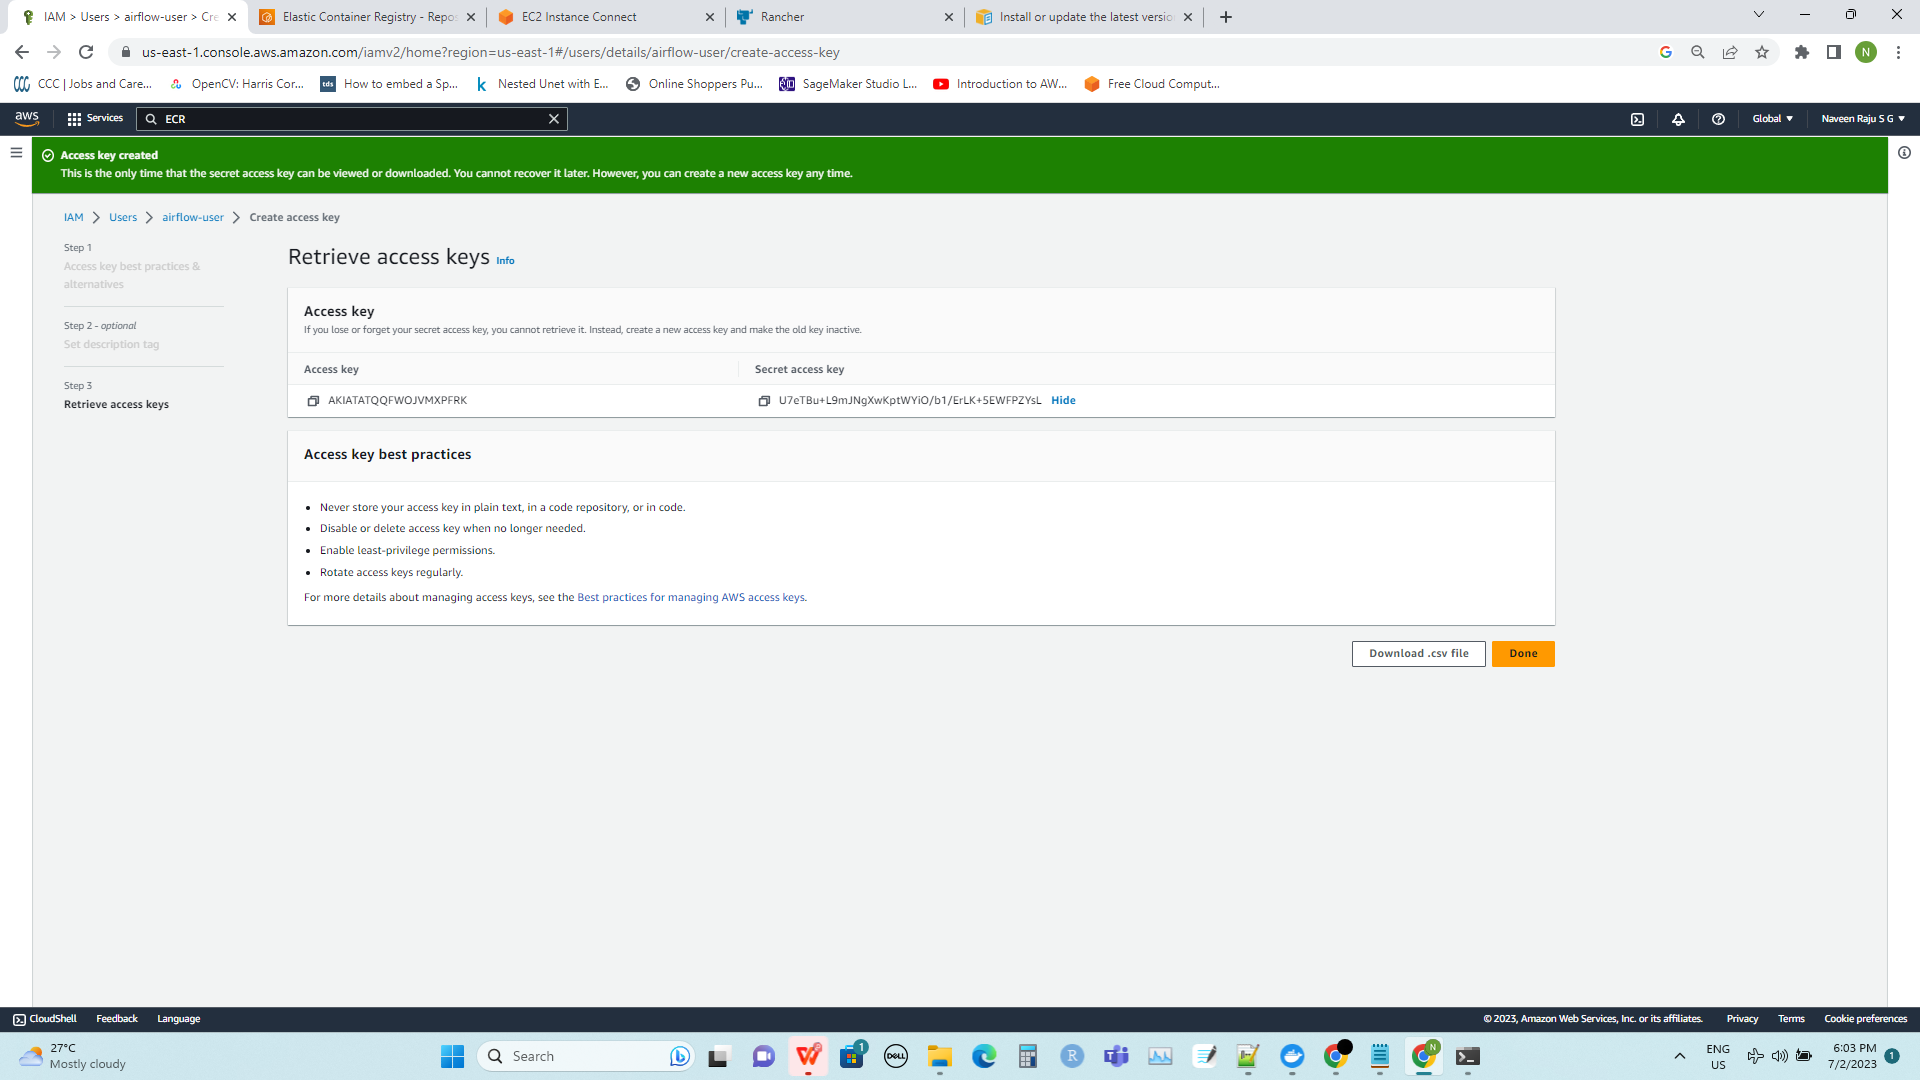 IAM > Users > airflow-user > Cre
Elastic Container Registry - Repos
EC2 Instance Connect
Rancher
Install or update the latest versio
us-east-1.console.aws.amazon.com/iamv2/home?region=us-east-1#/users/details/airflow-user/create-access-key
N
CCC | Jobs and Care...
OpenCV: Harris Cor...
tds How to embed a Sp...
k Nested Unet with E...
Online Shoppers Pu...
SageMaker Studio L...
Introduction to AW...
Free Cloud Comput...
aws
Services
ECR
Global
Naveen Raju S G
Access key created
This is the only time that the secret access key can be viewed or downloaded. You cannot recover it later. However, you can create a new access key any time.
IAM > Users > airflow-user > Create access key
Step 1
Access key best practices &
alternatives
Step 2 - optional
Set description tag
Step 3
Retrieve access keys
Retrieve access keys Info
Access key
If you lose or forget your secret access key, you cannot retrieve it. Instead, create a new access key and make the old key inactive.
Access key
Secret access key
AKIATATQQFWOJVMXPFRK
U7eTBu+L9mJNgXwKptWYiO/b1/ErLK+5EWFPZYsL Hide
Access key best practices
• Never store your access key in plain text, in a code repository, or in code.
• Disable or delete access key when no longer needed.
• Enable least-privilege permissions.
• Rotate access keys regularly.
For more details about managing access keys, see the Best practices for managing AWS access keys.
Download .csv file
Done
CloudShell
Feedback
Language
© 2023, Amazon Web Services, Inc. or its affiliates.
Privacy
Terms
Cookie preferences
27°C
Mostly cloudy
Search
1
DELL
R
N
ENG
US
6:03 PM
7/2/2023
1